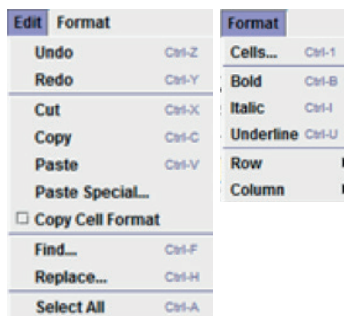 Edit Format
Undo Ctrl-Z
Redo Ctrl-Y
Cut Ctrl-X
Copy Ctrl-C
Paste Ctrl-V
Paste Special...
Copy Cell Format
Find... Ctrl-F
Replace... Ctrl-H
Select All Ctrl-A
Format
Cells... Ctrl-1
Bold Ctrl-B
Italic Ctrl-I
Underline Ctrl-U
Row
Column